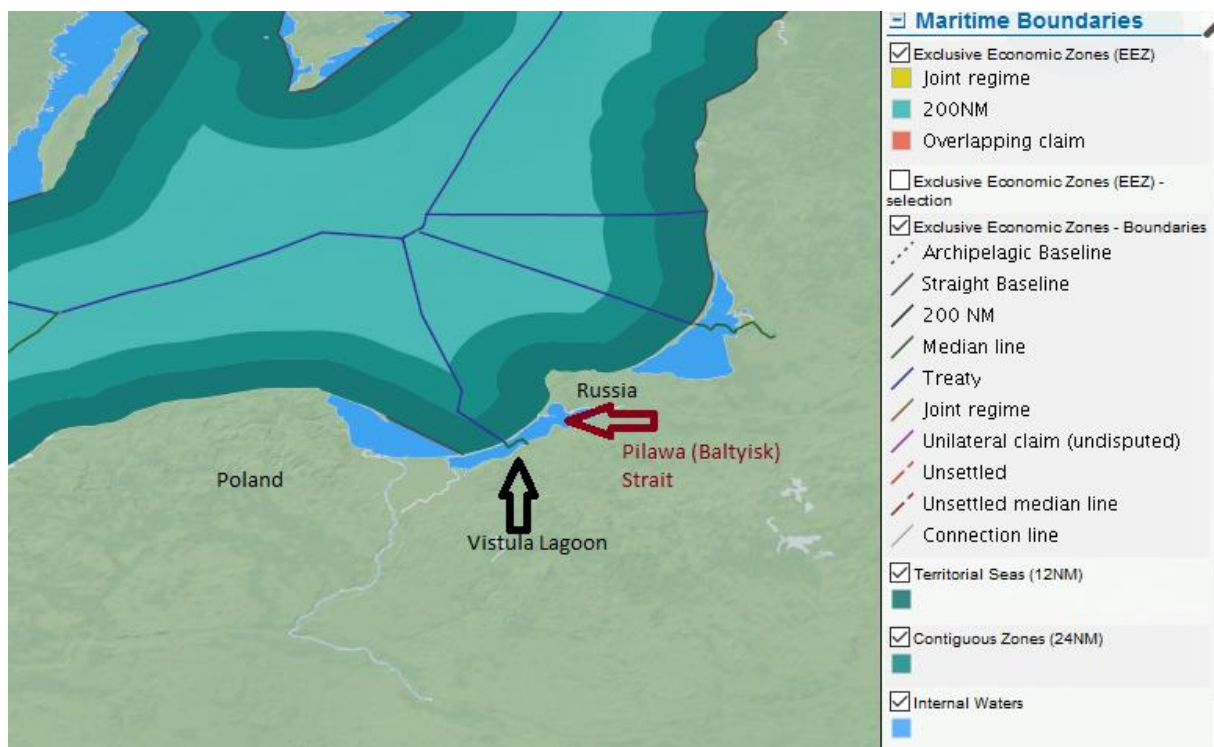 Russia
Pilawa (Baltyisk)
Strait
Poland
Vistula Lagoon
Maritime Boundaries
Exclusive Economic Zones (EEZ)
Joint regime
200NM
Overlapping claim
Exclusive Economic Zones (EEZ) -
selection
Exclusive Economic Zones - Boundaries
Archipelagic Baseline
Straight Baseline
200 NM
Median line
Treaty
Joint regime
Unilateral claim (undisputed)
Unsettled
Unsettled median line
Connection line
Territorial Seas (12NM)
Contiguous Zones (24NM)
Internal Waters